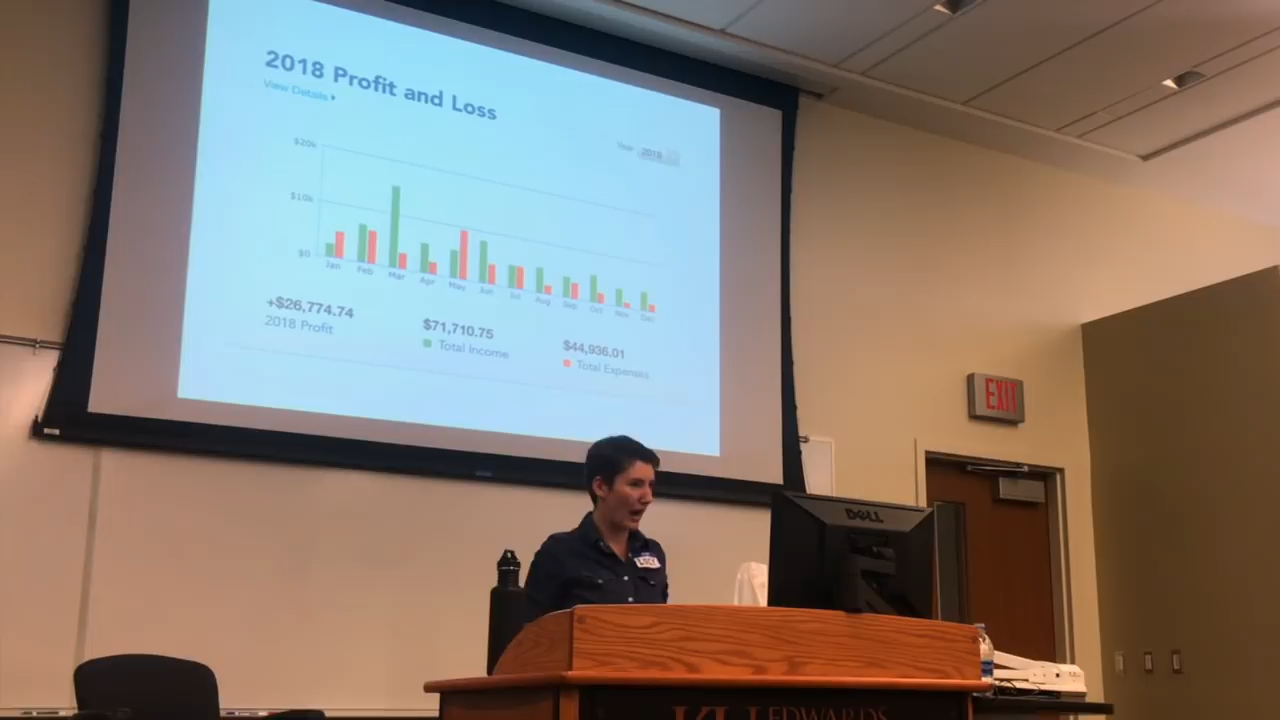 2018 Profit and Loss
View Details
Year 2018
$20k
$10k
$0
Jan Feb Mar Apr May Jun Jul Aug Sep Oct Nov Dec
+$26,774.74
2018 Profit
$71,710.75
Total Income
$44,936.01
Total Expenses
EXIT
DELL
LUCY
KU EDWARDS